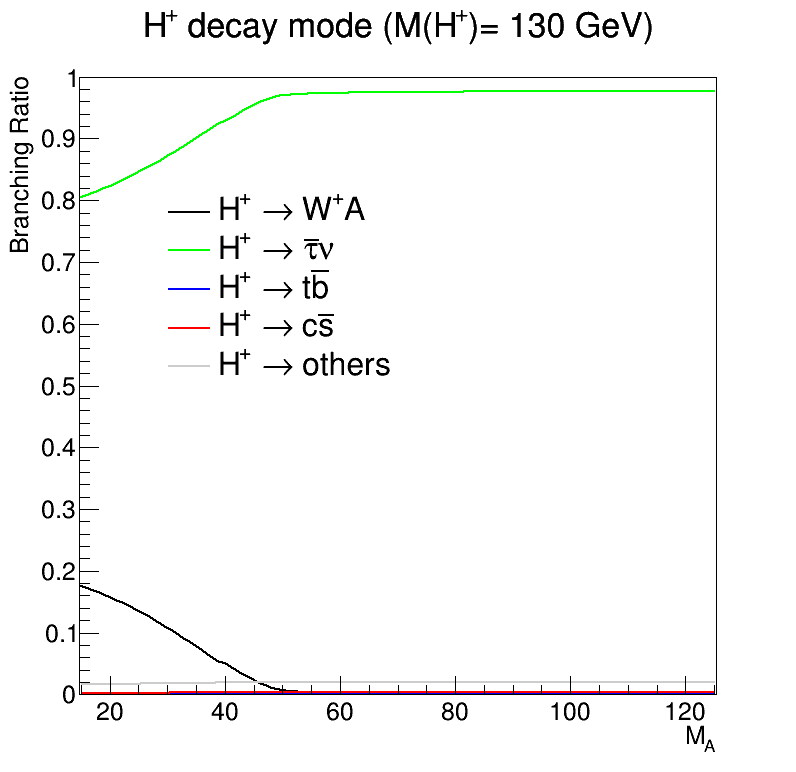 H⁺ decay mode (M(H⁺)= 130 GeV)
Branching Ratio
1
0.9
0.8
0.7
0.6
0.5
0.4
0.3
0.2
0.1
0
H⁺ → W⁺A
H⁺ → τ̅ν
H⁺ → tb̅
H⁺ → cs̅
H⁺ → others
20 40 60 80 100 120
M_A